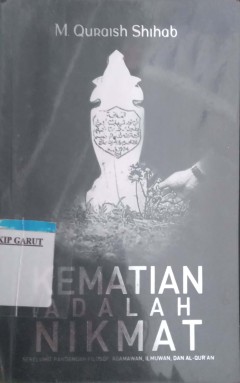 M Quraish Shihab
KIP GARUT
KEMATIAN
ADALAH
NIKMAT
FILOSOF, AGAMAWAN, ILMUWAN, DAN AL-QUR'AN